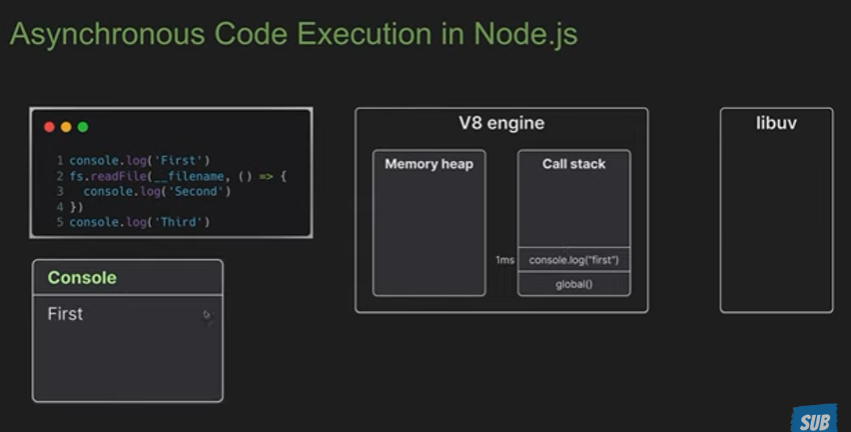 Asynchronous Code Execution in Node.js
1 console.log('First')
2 fs.readFile(__filename, () => {
3 console.log('Second')
4 })
5 console.log('Third')
Console
First
V8 engine
Memory heap
Call stack
1ms console.log("first")
global()
libuv
SUB